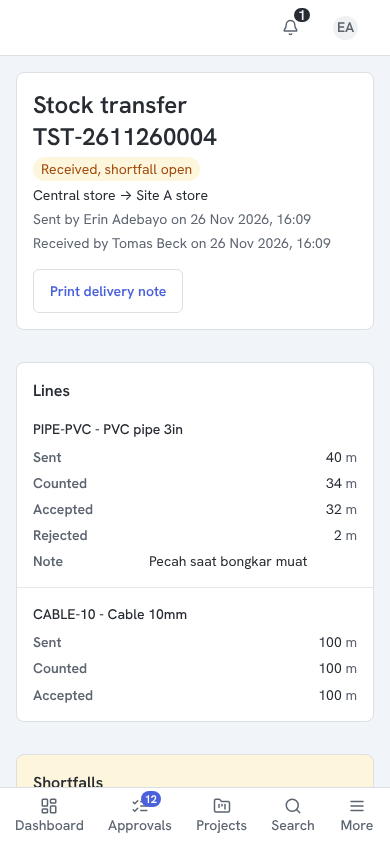 1
EA
Stock transfer
TST-2611260004
Received, shortfall open
Central store → Site A store
Sent by Erin Adebayo on 26 Nov 2026, 16:09
Received by Tomas Beck on 26 Nov 2026, 16:09
Print delivery note
Lines
PIPE-PVC - PVC pipe 3in
Sent 40 m
Counted 34 m
Accepted 32 m
Rejected 2 m
Note Pecah saat bongkar muat
CABLE-10 - Cable 10mm
Sent 100 m
Counted 100 m
Accepted 100 m
Shortfalls
12
Dashboard Approvals Projects Search More